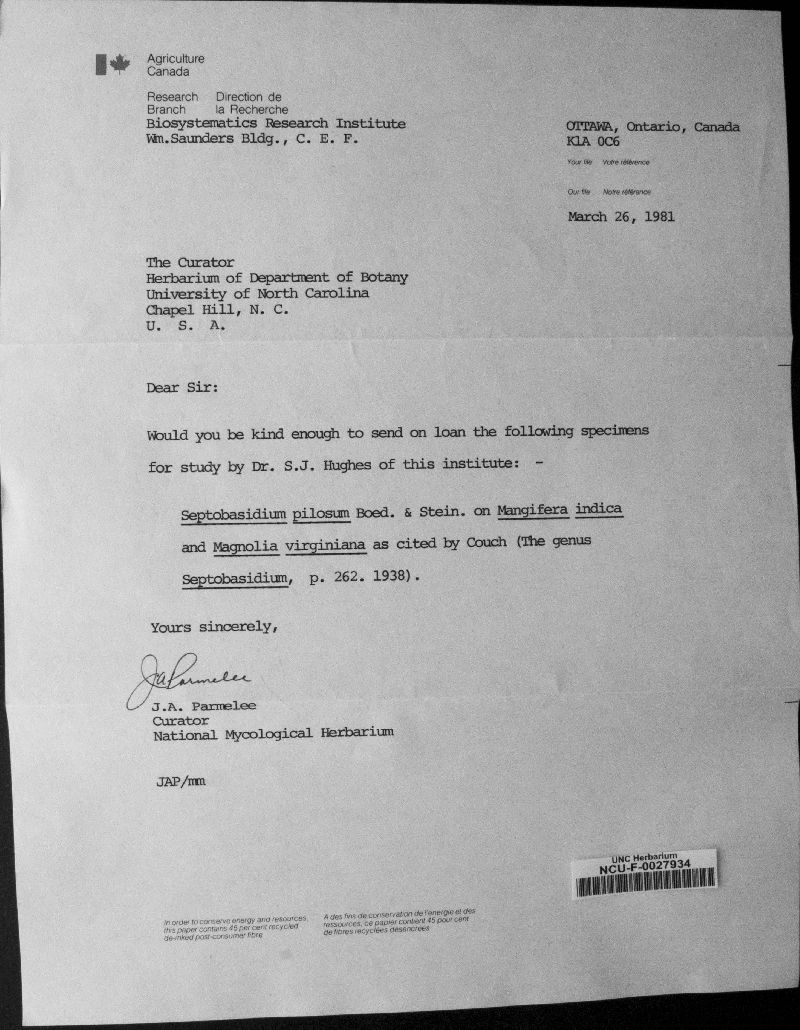 Agriculture
Canada
Research Direction de
Branch la Recherche
Biosystematics Research Institute
Wm.Saunders Bldg., C. E. F.
OTTAWA, Ontario, Canada
K1A 0C6
Your file Votre référence
Our file Notre référence
March 26, 1981
The Curator
Herbarium of Department of Botany
University of North Carolina
Chapel Hill, N. C.
U. S. A.
Dear Sir:
Would you be kind enough to send on loan the following specimens
for study by Dr. S.J. Hughes of this institute: -
Septobasidium pilosum Boed. & Stein. on Mangifera indica
and Magnolia virginiana as cited by Couch (The genus
Septobasidium, p. 262. 1938).
Yours sincerely,
JaParmelee
J.A. Parmelee
Curator
National Mycological Herbarium
JAP/mm
UNC Herbarium
NCU-F-0027934
In order to conserve energy and resources,
this paper contains 45 per cent recycled
de-inked post-consumer fibre
A des fins de conservation de l'énergie et des
ressources, ce papier contient 45 pour cent
de fibres recyclées désencrées